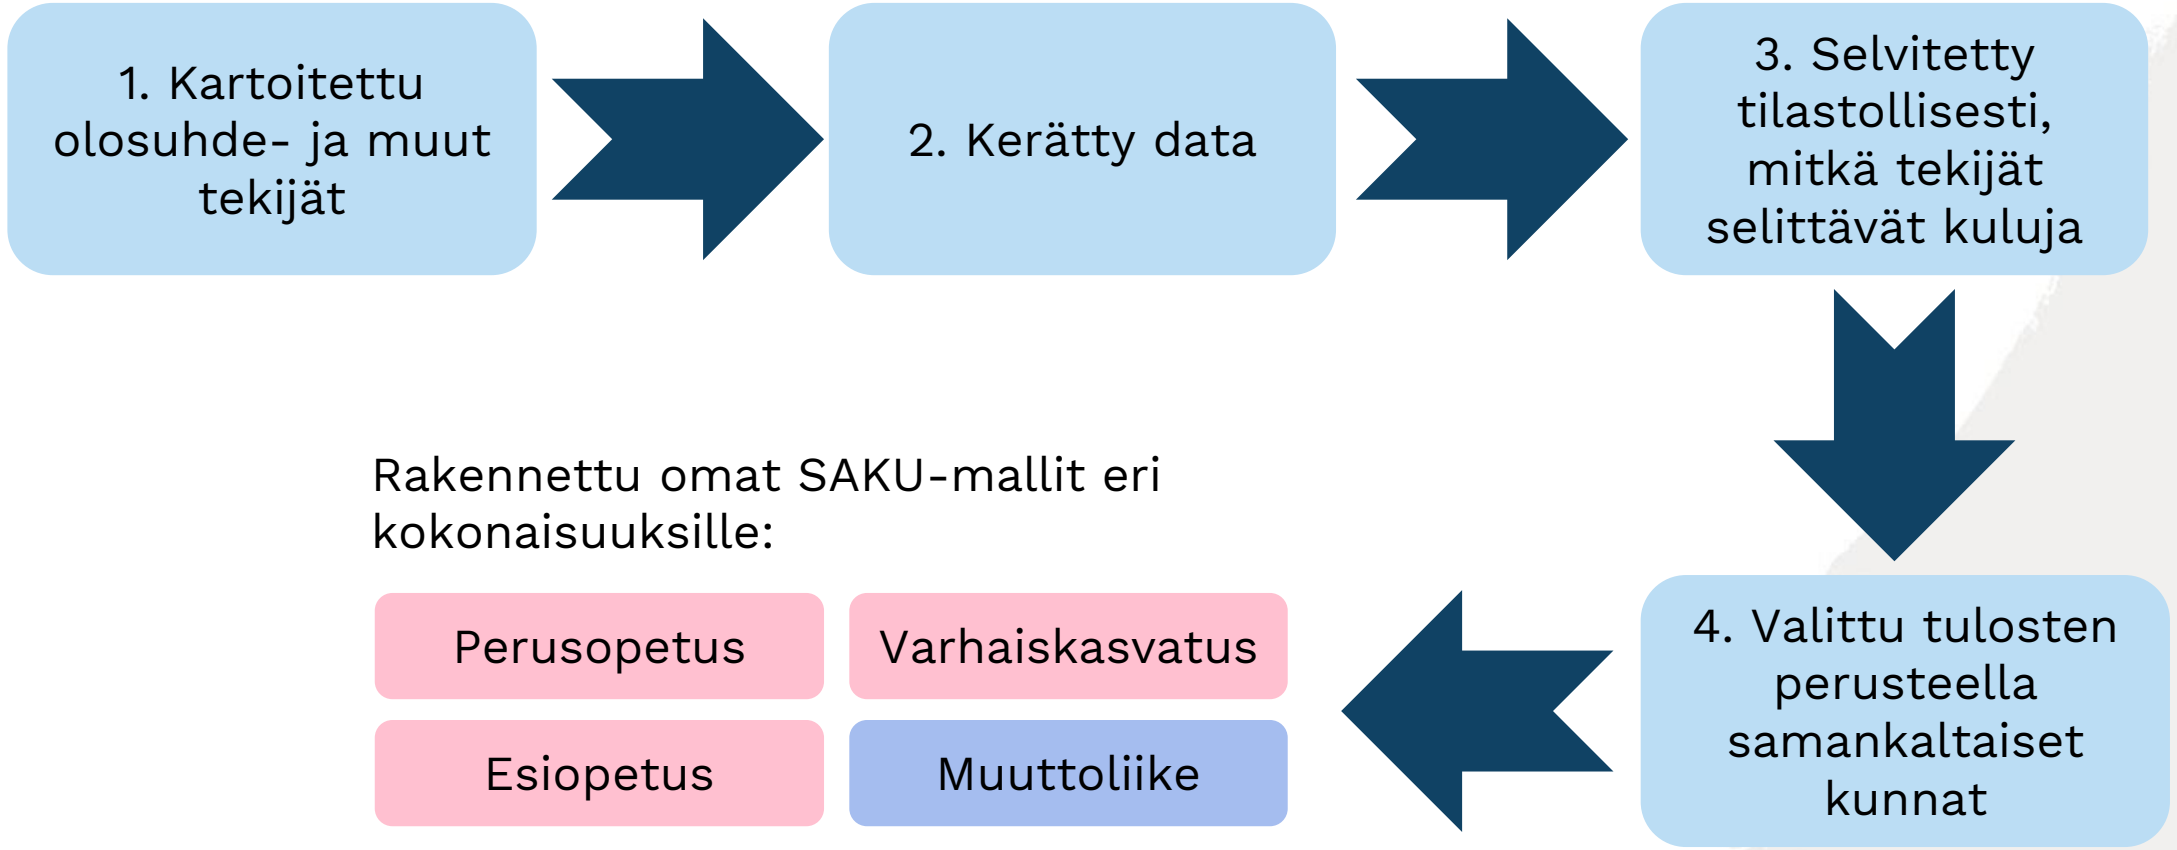 1. Kartoitettu
olosuhde- ja muut
tekijät
2. Kerätty data
3. Selvitetty
tilastollisesti,
mitkä tekijät
selittävät kuluja
4. Valittu tulosten
perusteella
samankaltaiset
kunnat
Rakennettu omat SAKU-mallit eri
kokonaisuuksille:
Perusopetus
Varhaiskasvatus
Esiopetus
Muuttoliike